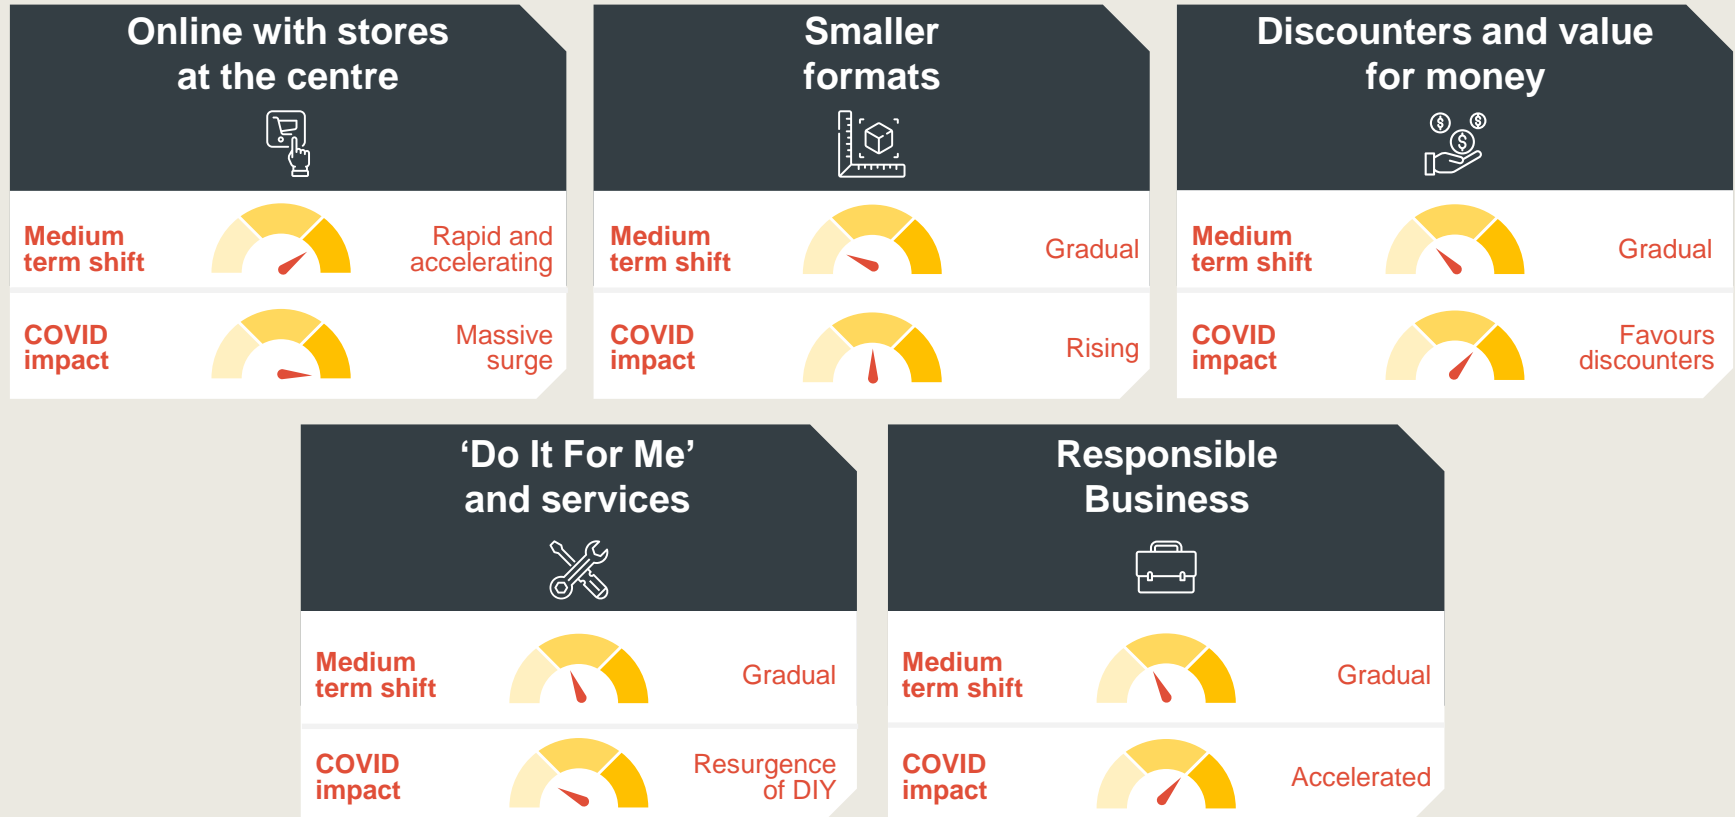 Online with stores
at the centre
Medium
term shift
Rapid and
accelerating
COVID
impact
Massive
surge
Smaller
formats
Medium
term shift
Gradual
COVID
impact
Rising
Discounters and value
for money
Medium
term shift
Gradual
COVID
impact
Favours
discounters
‘Do It For Me’
and services
Medium
term shift
Gradual
COVID
impact
Resurgence
of DIY
Responsible
Business
Medium
term shift
Gradual
COVID
impact
Accelerated